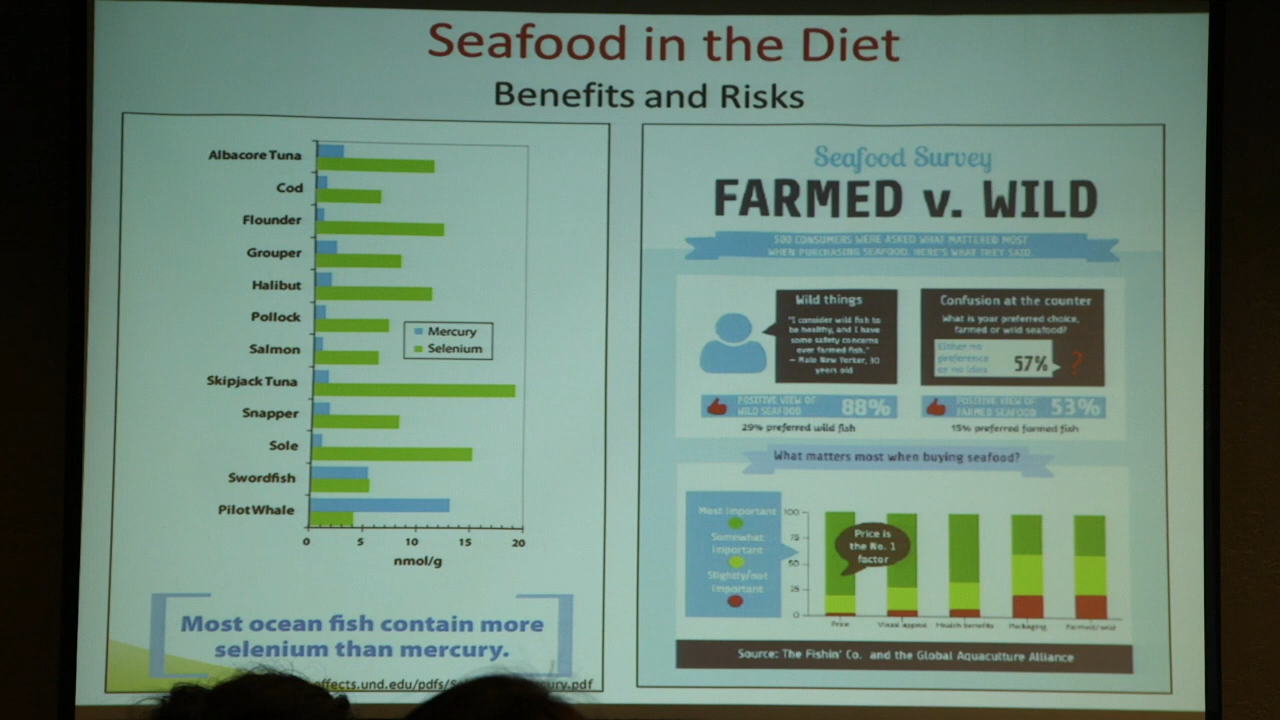 Seafood in the Diet
Benefits and Risks
Albacore Tuna
Cod
Flounder
Grouper
Halibut
Pollock
Salmon
Skipjack Tuna
Snapper
Sole
Swordfish
Pilot Whale
Mercury
Selenium
0 5 10 15 20
nmol/g
Most ocean fish contain more
selenium than mercury.
effects.und.edu/pdfs/
ury.pdf
Seafood Survey
FARMED v. WILD
500 CONSUMERS WERE ASKED WHAT MATTERED MOST
WHEN PURCHASING SEAFOOD. HERE'S WHAT THEY SAID.
Wild things
"I consider wild fish to
be healthy, and I have
some safety concerns
over farmed fish."
— Male New Yorker, 30
years old
POSITIVE VIEW OF
WILD SEAFOOD
88%
29% preferred wild fish
Confusion at the counter
What is your preferred choice,
farmed or wild seafood?
Either no
preference
or no idea
57%
?
POSITIVE VIEW OF
FARMED SEAFOOD
53%
15% preferred farmed fish
What matters most when buying seafood?
Most important
Somewhat
important
Slightly/not
important
100
75
50
25
0
Price is
the No. 1
factor
Price Visual appeal Health benefits Packaging Farmed/wild
Source: The Fishin' Co. and the Global Aquaculture Alliance